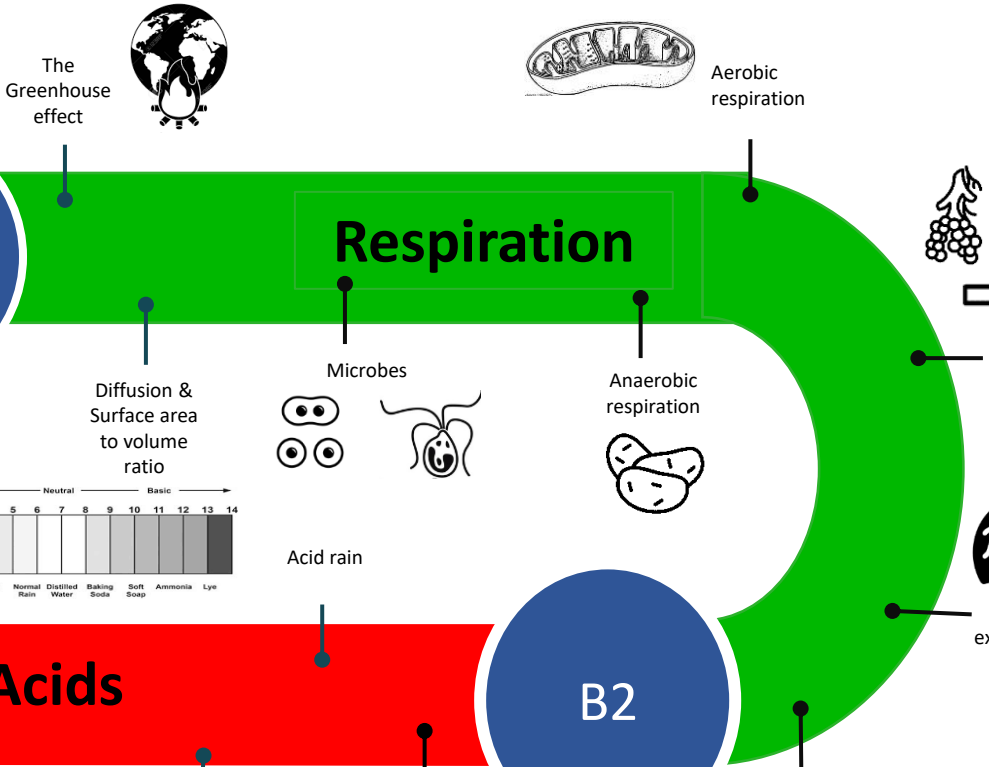 The
Greenhouse
effect
Aerobic
respiration
Respiration
Microbes
Anaerobic
respiration
Diffusion &
Surface area
to volume
ratio
Neutral
Basic
5 6 7 8 9 10 11 12 13 14
Normal
Rain
Distilled
Water
Baking
Soda
Soft
Soap
Ammonia
Lye
Acid rain
Acids
B2
ex